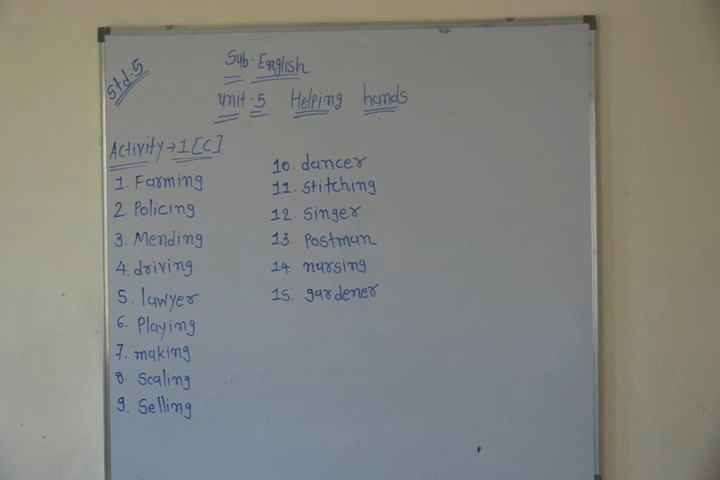 Std-5
Sub-English
Unit-5 Helping hands
Activity → 1 [C]
1. Farming
2. Policing
3. Mending
4. driving
5. lawyer
6. Playing
7. making
8. Scaling
9. Selling
10. dancer
11. stitching
12. Singer
13. Postman
14. nursing
15. gardener